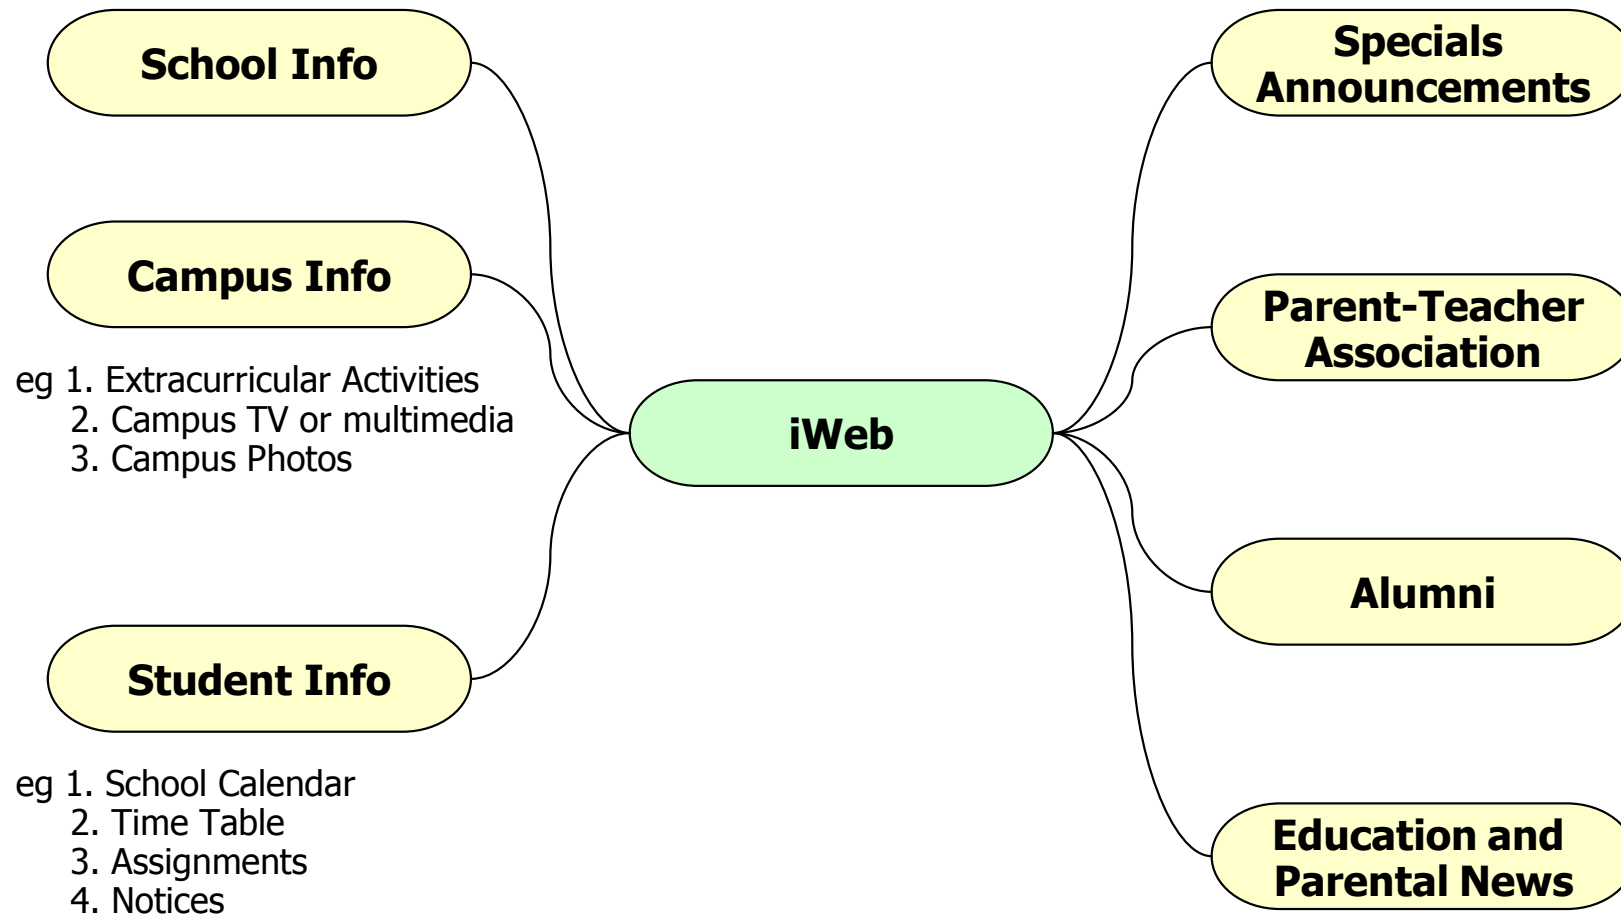 School Info
Campus Info
eg 1. Extracurricular Activities
2. Campus TV or multimedia
3. Campus Photos
Student Info
eg 1. School Calendar
2. Time Table
3. Assignments
4. Notices
iWeb
Specials
Announcements
Parent-Teacher
Association
Alumni
Education and
Parental News